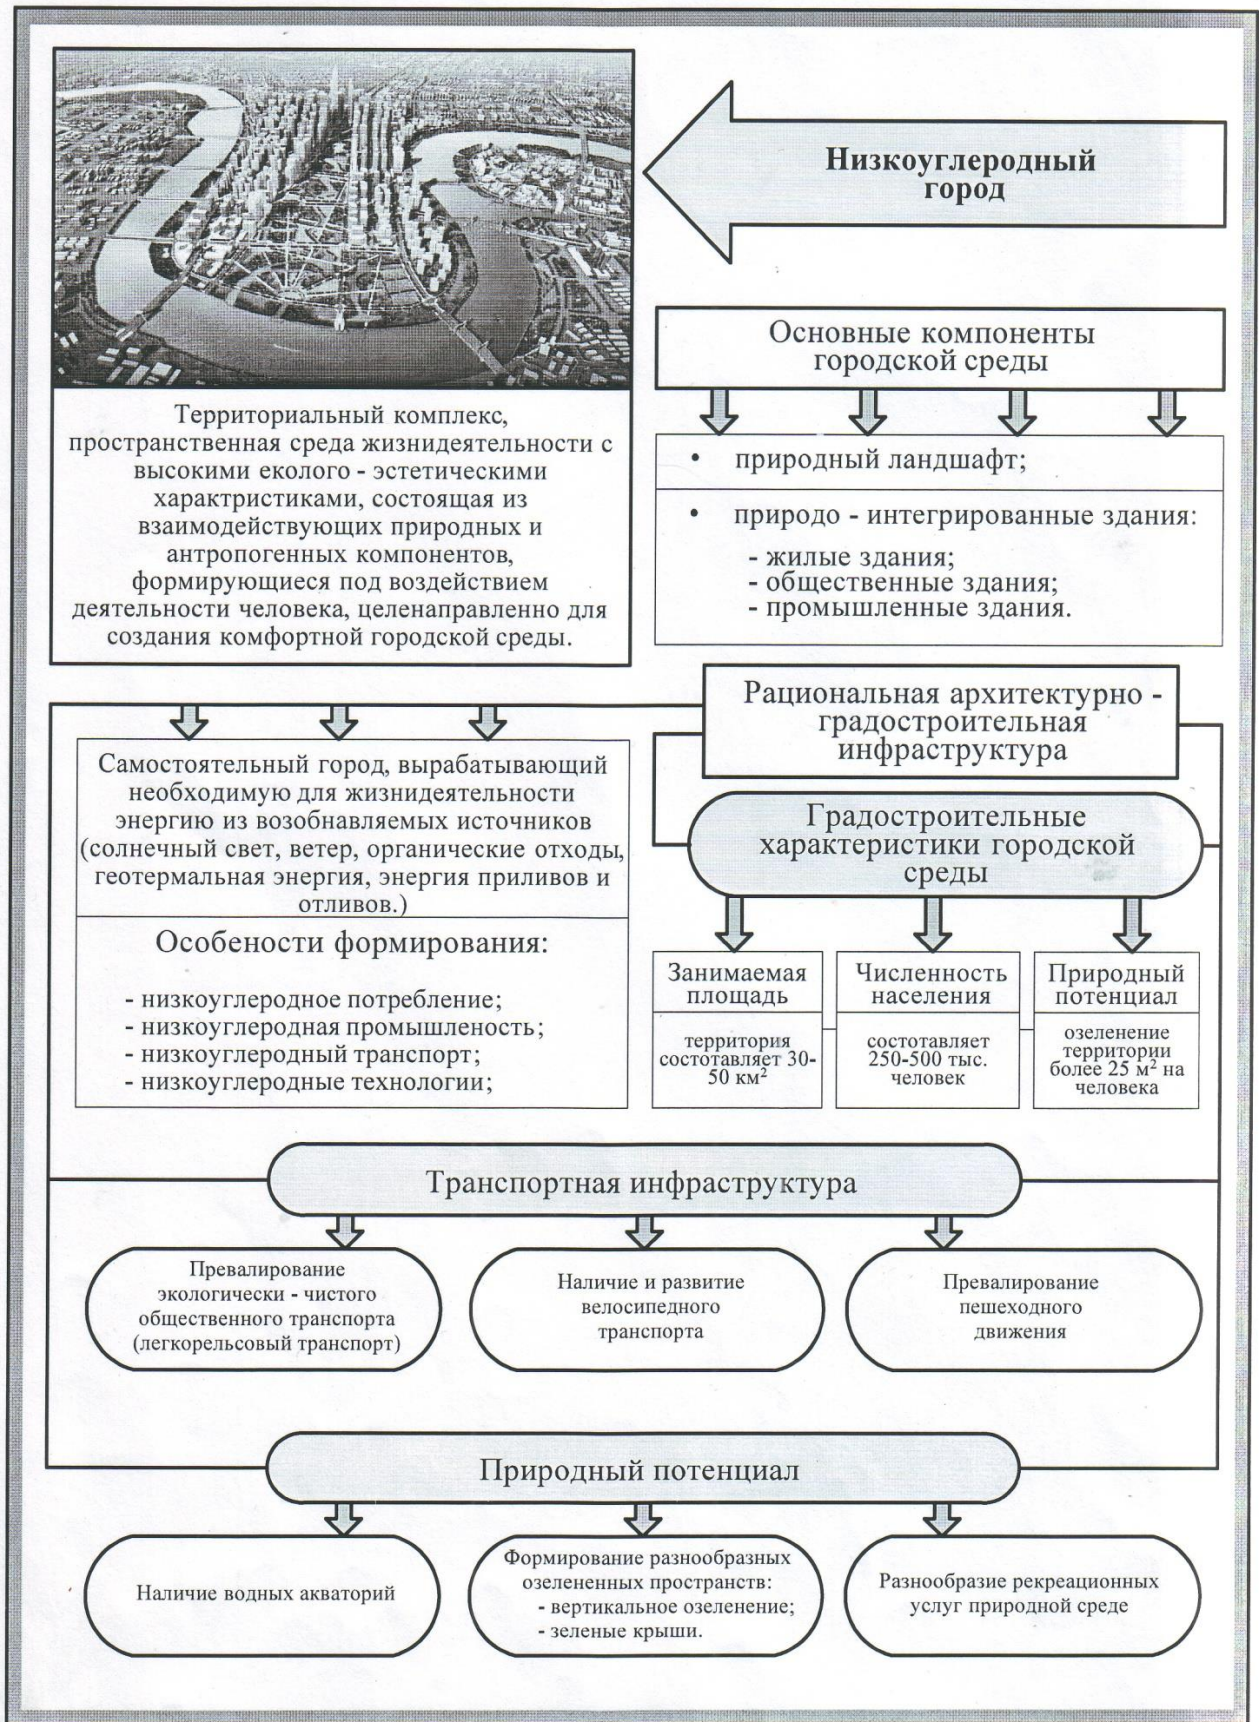 Низкоуглеродный
город
Основные компоненты
городской среды
Территориальный комплекс,
пространственная среда жизнидеятельности с
высокими еколого - эстетическими
характристиками, состоящая из
взаимодействующих природных и
антропогенных компонентов,
формирующиеся под воздействием
деятельности человека, целенаправленно для
создания комфортной городской среды.
• природный ландшафт;
• природо - интегрированные здания:
- жилые здания;
- общественные здания;
- промышленные здания.
Рациональная архитектурно -
градостроительная
инфраструктура
Самостоятельный город, вырабатывающий
необходимую для жизнидеятельности
энергию из возобнавляемых источников
(солнечный свет, ветер, органические отходы,
геотермальная энергия, энергия приливов и
отливов.)
Особености формирования:
- низкоуглеродное потребление;
- низкоуглеродная промышленость;
- низкоуглеродный транспорт;
- низкоуглеродные технологии;
Градостроительные
характеристики городской
среды
Занимаемая
площадь
территория
состотавляет 30-
50 км²
Численность
населения
состотавляет
250-500 тыс.
человек
Природный
потенциал
озеленение
территории
более 25 м² на
человека
Транспортная инфраструктура
Превалирование
экологически - чистого
общественного транспорта
(легкорельсовый транспорт)
Наличие и развитие
велосипедного
транспорта
Превалирование
пешеходного
движения
Природный потенциал
Наличие водных акваторий
Формирование разнообразных
озелененных пространств:
- вертикальное озеленение;
- зеленые крыши.
Разнообразие рекреационных
услуг природной среде